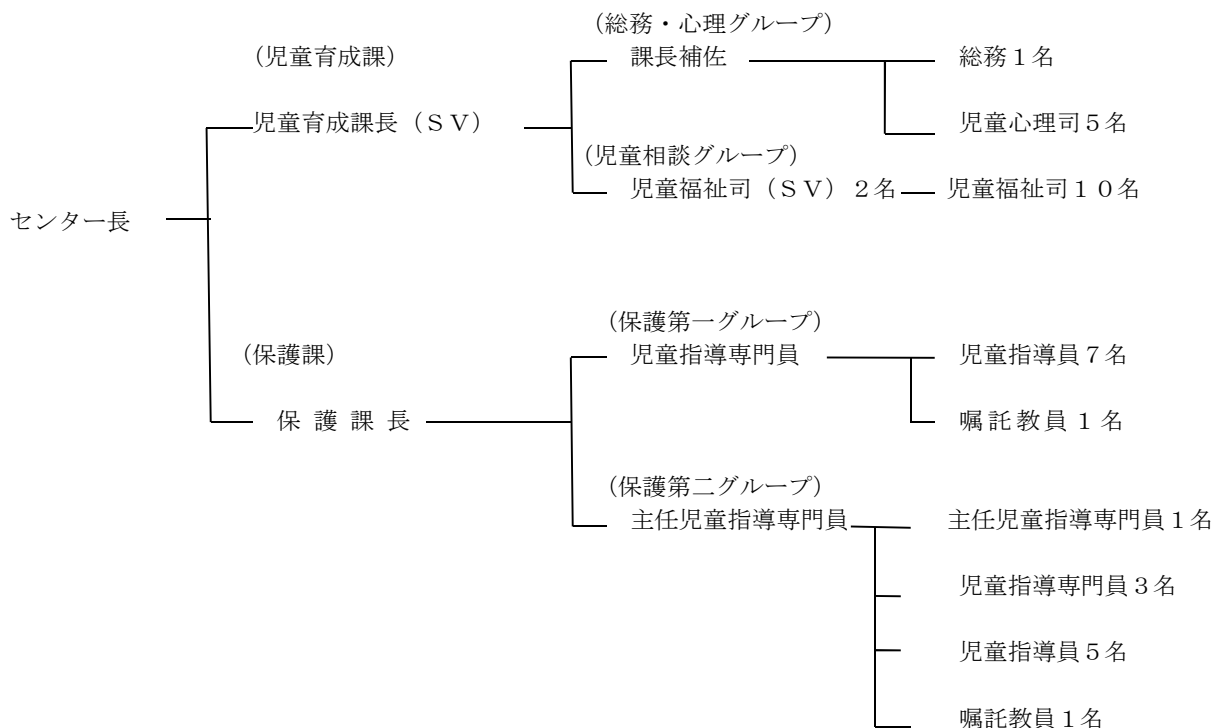 （総務・心理グループ）
（児童育成課） 課長補佐 総務１名
児童育成課長（ＳＶ） 児童心理司５名
（児童相談グループ）
児童福祉司（ＳＶ）２名 児童福祉司１０名
センター長
（保護第一グループ）
（保護課） 児童指導専門員 児童指導員７名
保 護 課 長 嘱託教員 １ 名
（保護第二グループ）
主任児童指導専門員 主任児童指導専門員１名
児童指導専門員３名
児童指導員５名
嘱託教員１名